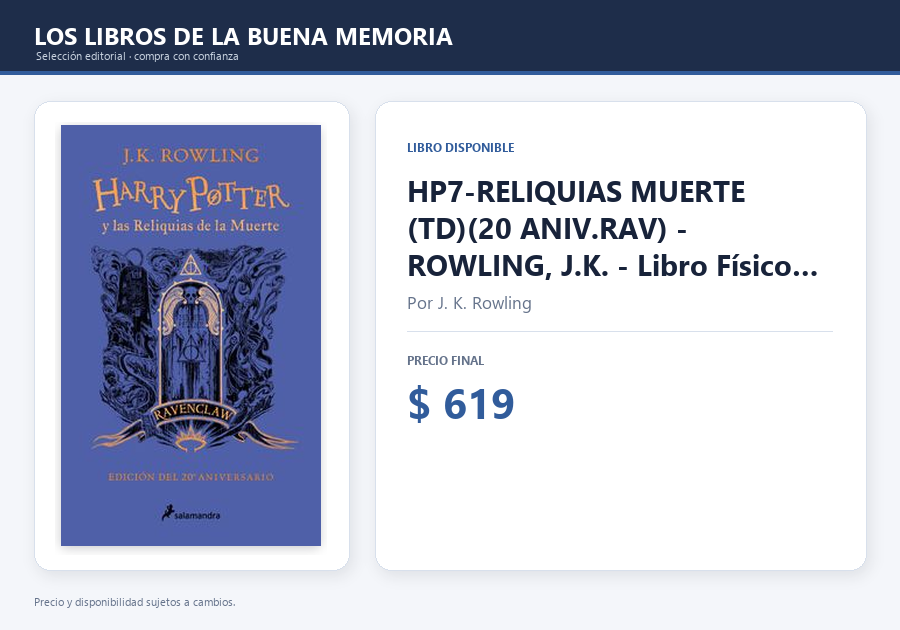 LOS LIBROS DE LA BUENA MEMORIA
Selección editorial · compra con confianza
J.K. ROWLING
HARRY POTTER
y las Reliquias de la Muerte
RAVENCLAW
EDICIÓN DEL 20º ANIVERSARIO
salamandra
LIBRO DISPONIBLE
HP7-RELIQUIAS MUERTE
(TD)(20 ANIV.RAV) -
ROWLING, J.K. - Libro Físico...
Por J. K. Rowling
PRECIO FINAL
$ 619
Precio y disponibilidad sujetos a cambios.